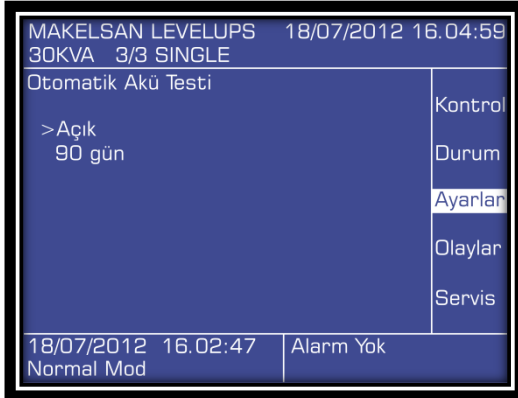 MAKELSAN LEVELUPS 18/07/2012 16.04:59
30KVA 3/3 SINGLE
Otomatik Akü Testi
>Açık
90 gün
Kontrol
Durum
Ayarlar
Olaylar
Servis
18/07/2012 16.02:47
Normal Mod
Alarm Yok